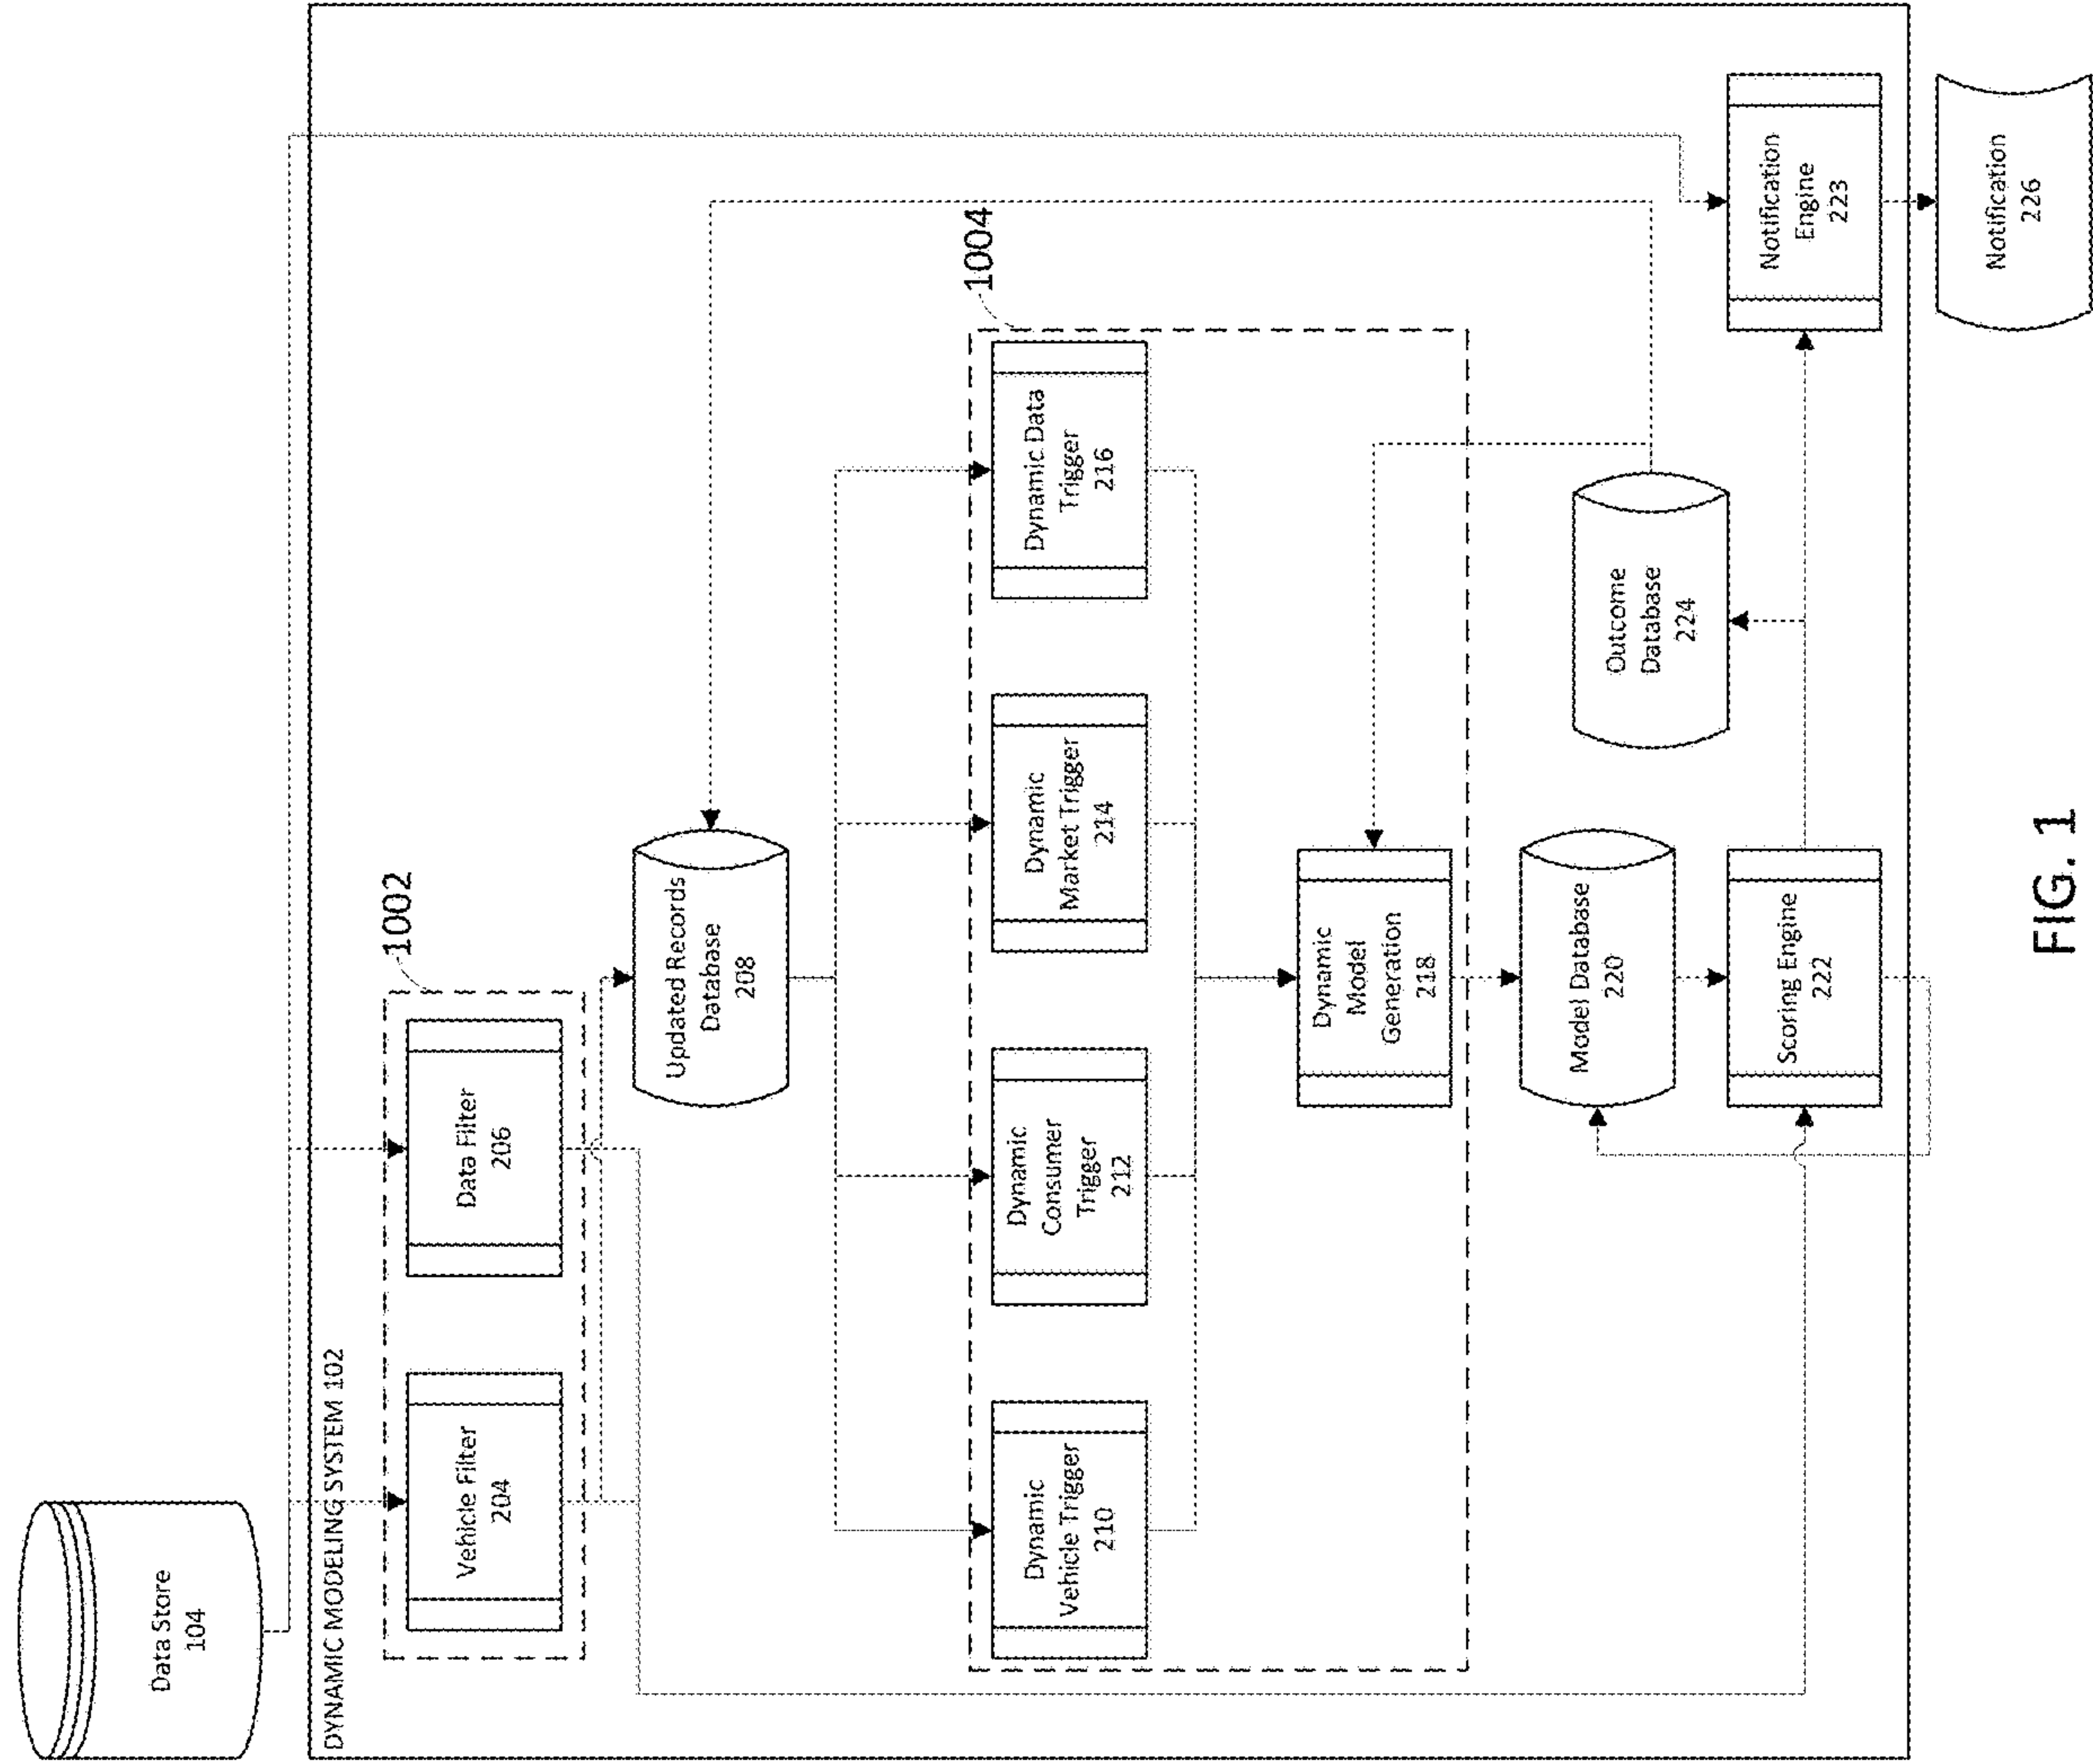 Data Store
104
DYNAMIC MODELING SYSTEM 102
Vehicle Filter
204
Data Filter
206
1002
Updated Records
Database
208
Dynamic
Vehicle Trigger
210
Dynamic
Consumer
Trigger
212
Dynamic
Market Trigger
214
Dynamic Data
Trigger
216
1004
Dynamic
Model
Generation
218
Model Database
220
Scoring Engine
222
Outcome
Database
224
Notification
Engine
223
Notification
226
FIG. 1